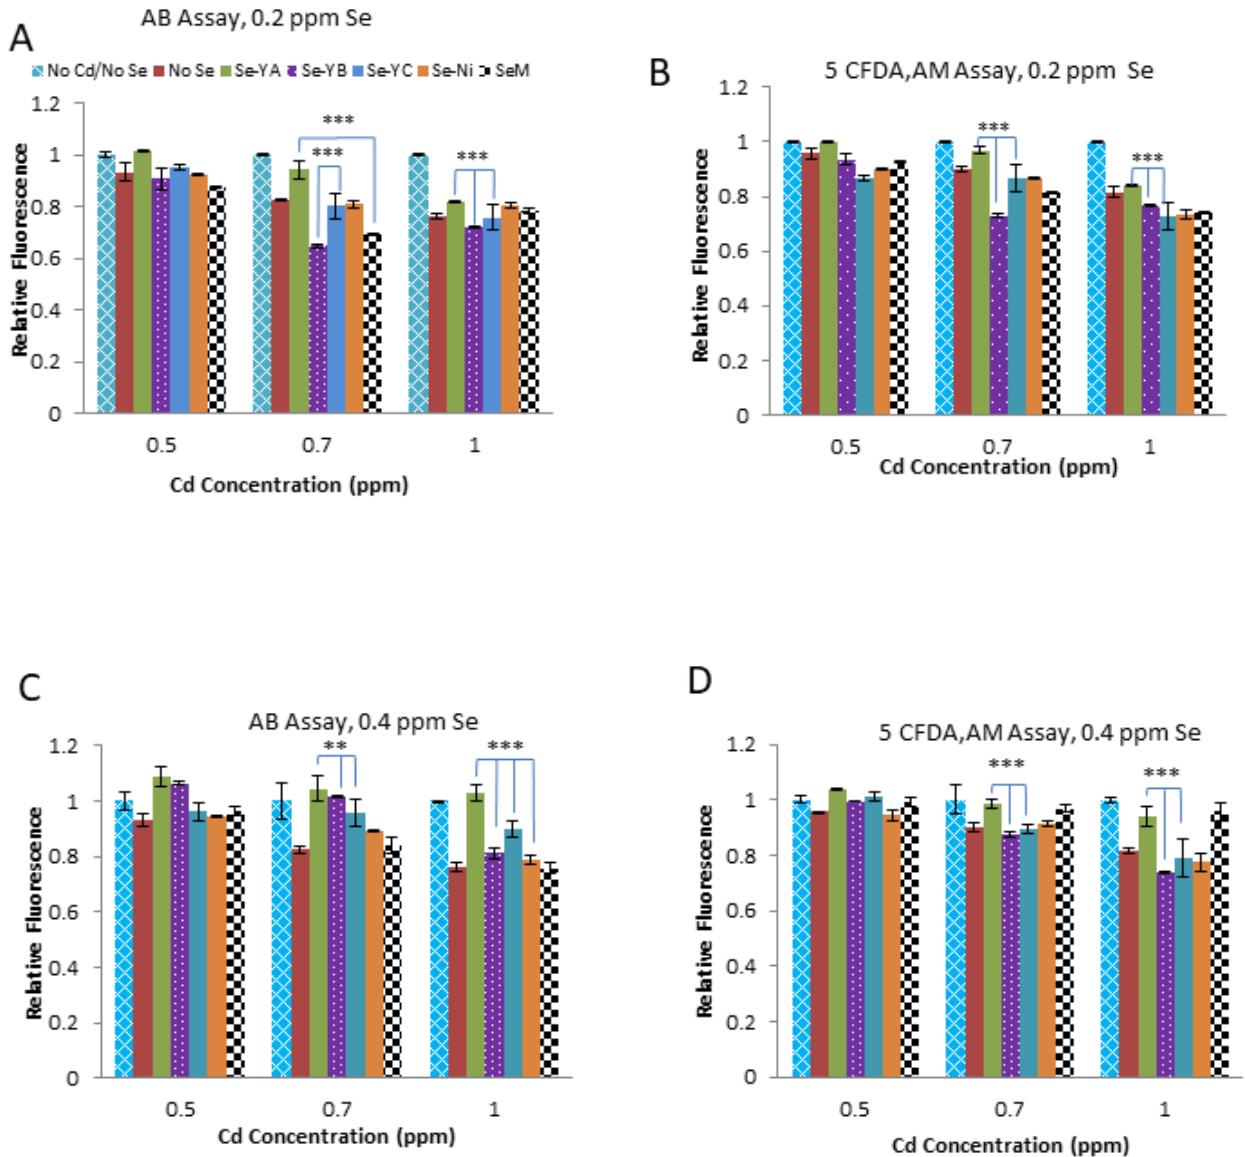 A
AB Assay, 0.2 ppm Se
No Cd/No Se No Se Se-YA Se-YB Se-YC Se-Ni SeM
Relative Fluorescence
1.2
1
0.8
0.6
0.4
0.2
0
***
***
***
0.5 0.7 1
Cd Concentration (ppm)
B
5 CFDA,AM Assay, 0.2 ppm Se
Relative Fluorescence
1.2
1
0.8
0.6
0.4
0.2
0
***
***
0.5 0.7 1
Cd Concentration (ppm)
C
AB Assay, 0.4 ppm Se
Relative Fluorescence
1.2
1
0.8
0.6
0.4
0.2
0
**
***
0.5 0.7 1
Cd Concentration (ppm)
D
5 CFDA,AM Assay, 0.4 ppm Se
Relative Fluorescence
1.2
1
0.8
0.6
0.4
0.2
0
***
***
0.5 0.7 1
Cd Concentration (ppm)